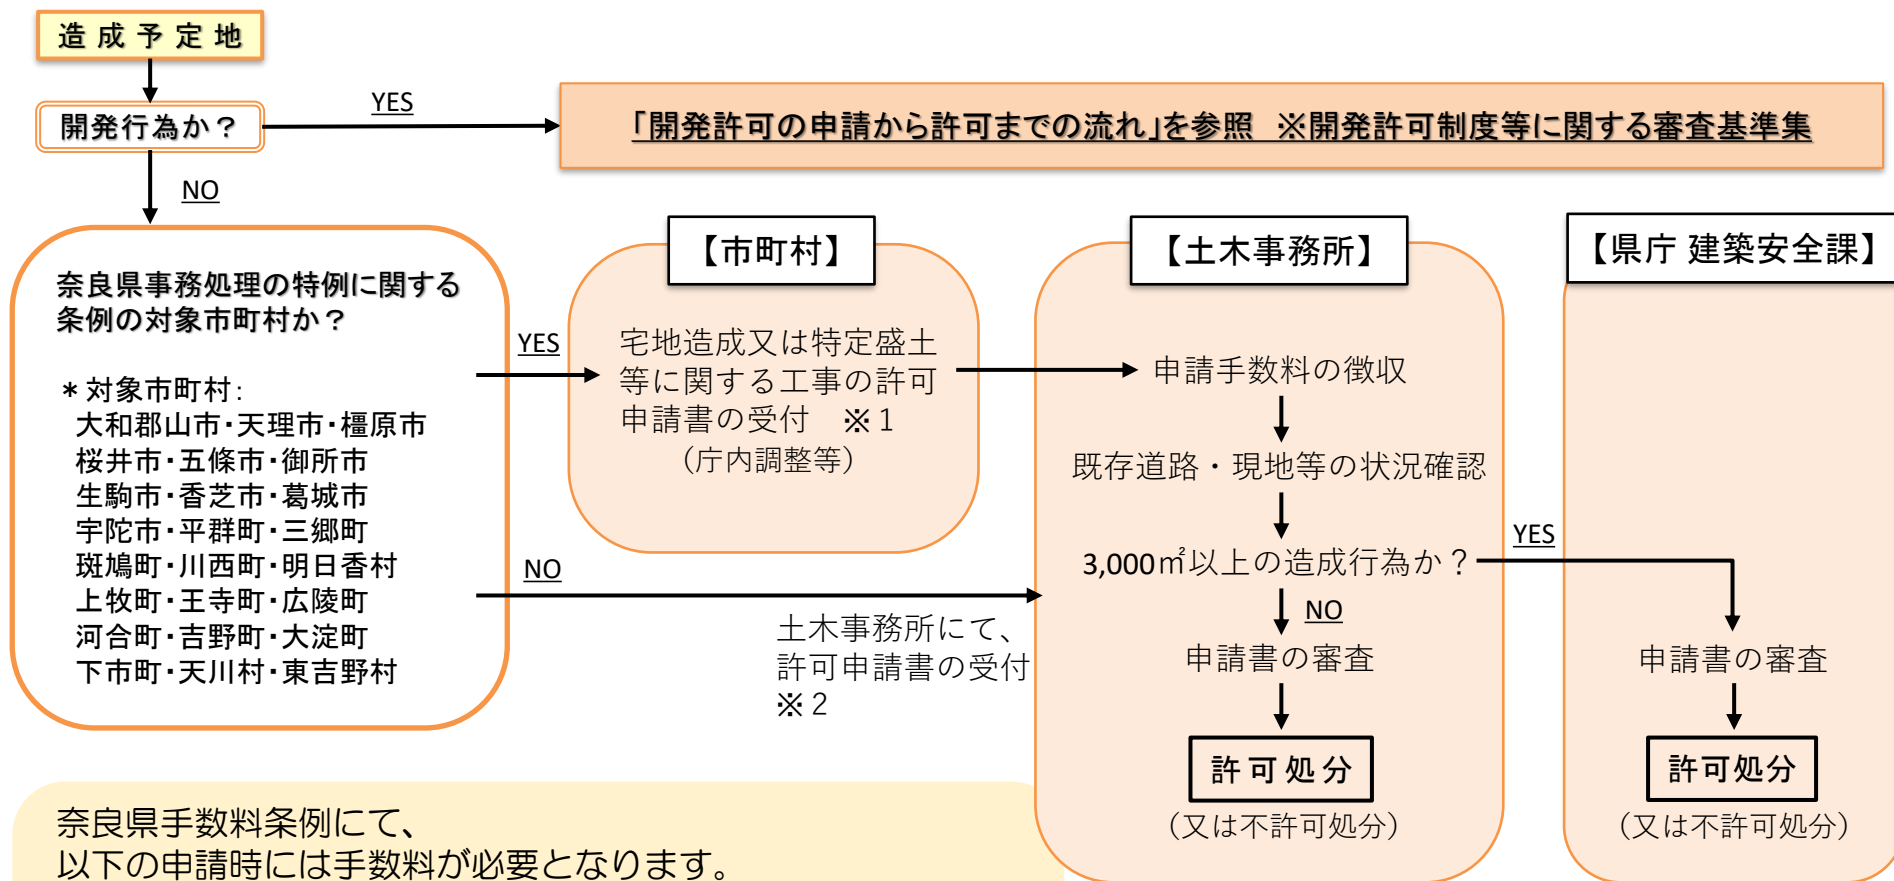 造成予定地
開発行為か？
YES
「開発許可の申請から許可までの流れ」を参照　※開発許可制度等に関する審査基準集
NO
奈良県事務処理の特例に関する
条例の対象市町村か？
＊対象市町村：
大和郡山市・天理市・橿原市
桜井市・五條市・御所市
生駒市・香芝市・葛城市
宇陀市・平群町・三郷町
斑鳩町・川西町・明日香村
上牧町・王寺町・広陵町
河合町・吉野町・大淀町
下市町・天川村・東吉野村
YES
【市町村】
宅地造成又は特定盛土
等に関する工事の許可
申請書の受付　※１
（庁内調整等）
NO
土木事務所にて、
許可申請書の受付
※２
【土木事務所】
申請手数料の徴収
既存道路・現地等の状況確認
3,000㎡以上の造成行為か？
YES
NO
申請書の審査
許可処分
（又は不許可処分）
【県庁 建築安全課】
申請書の審査
許可処分
（又は不許可処分）
奈良県手数料条例にて、
以下の申請時には手数料が必要となります。